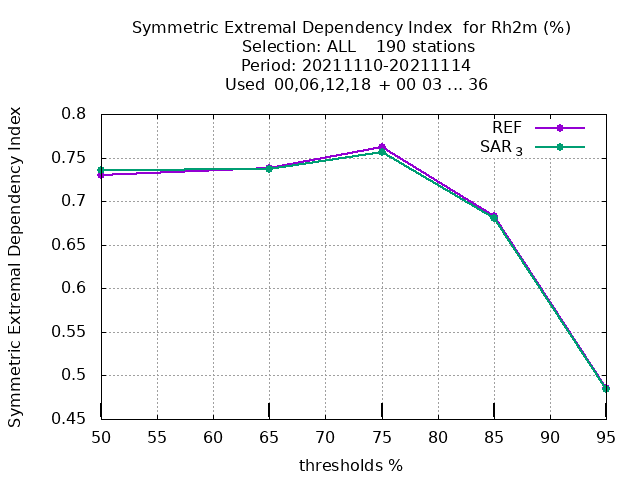 Symmetric Extremal Dependency Index  for Rh2m (%)
Selection: ALL    190 stations
Period: 20211110-20211114
Used  00,06,12,18  + 00 03 ... 36
Symmetric Extremal Dependency Index
0.8
0.75
0.7
0.65
0.6
0.55
0.5
0.45
REF
SAR 3
50 55 60 65 70 75 80 85 90 95
thresholds %